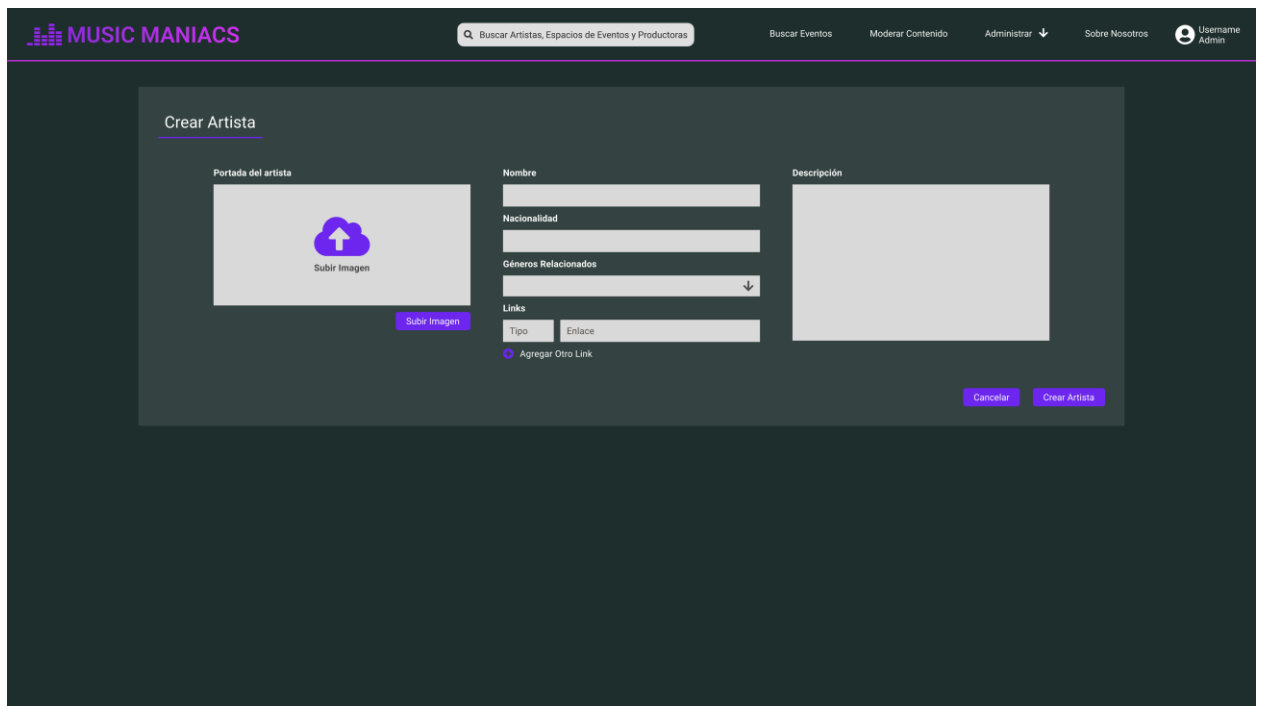 MUSIC MANIACS
Buscar Artistas, Espacios de Eventos y Productoras
Buscar Eventos
Moderar Contenido
Administrar
Sobre Nosotros
Username
Admin
Crear Artista
Portada del artista
Subir Imagen
Subir Imagen
Nombre
Nacionalidad
Géneros Relacionados
Links
Tipo
Enlace
Agregar Otro Link
Descripción
Cancelar
Crear Artista